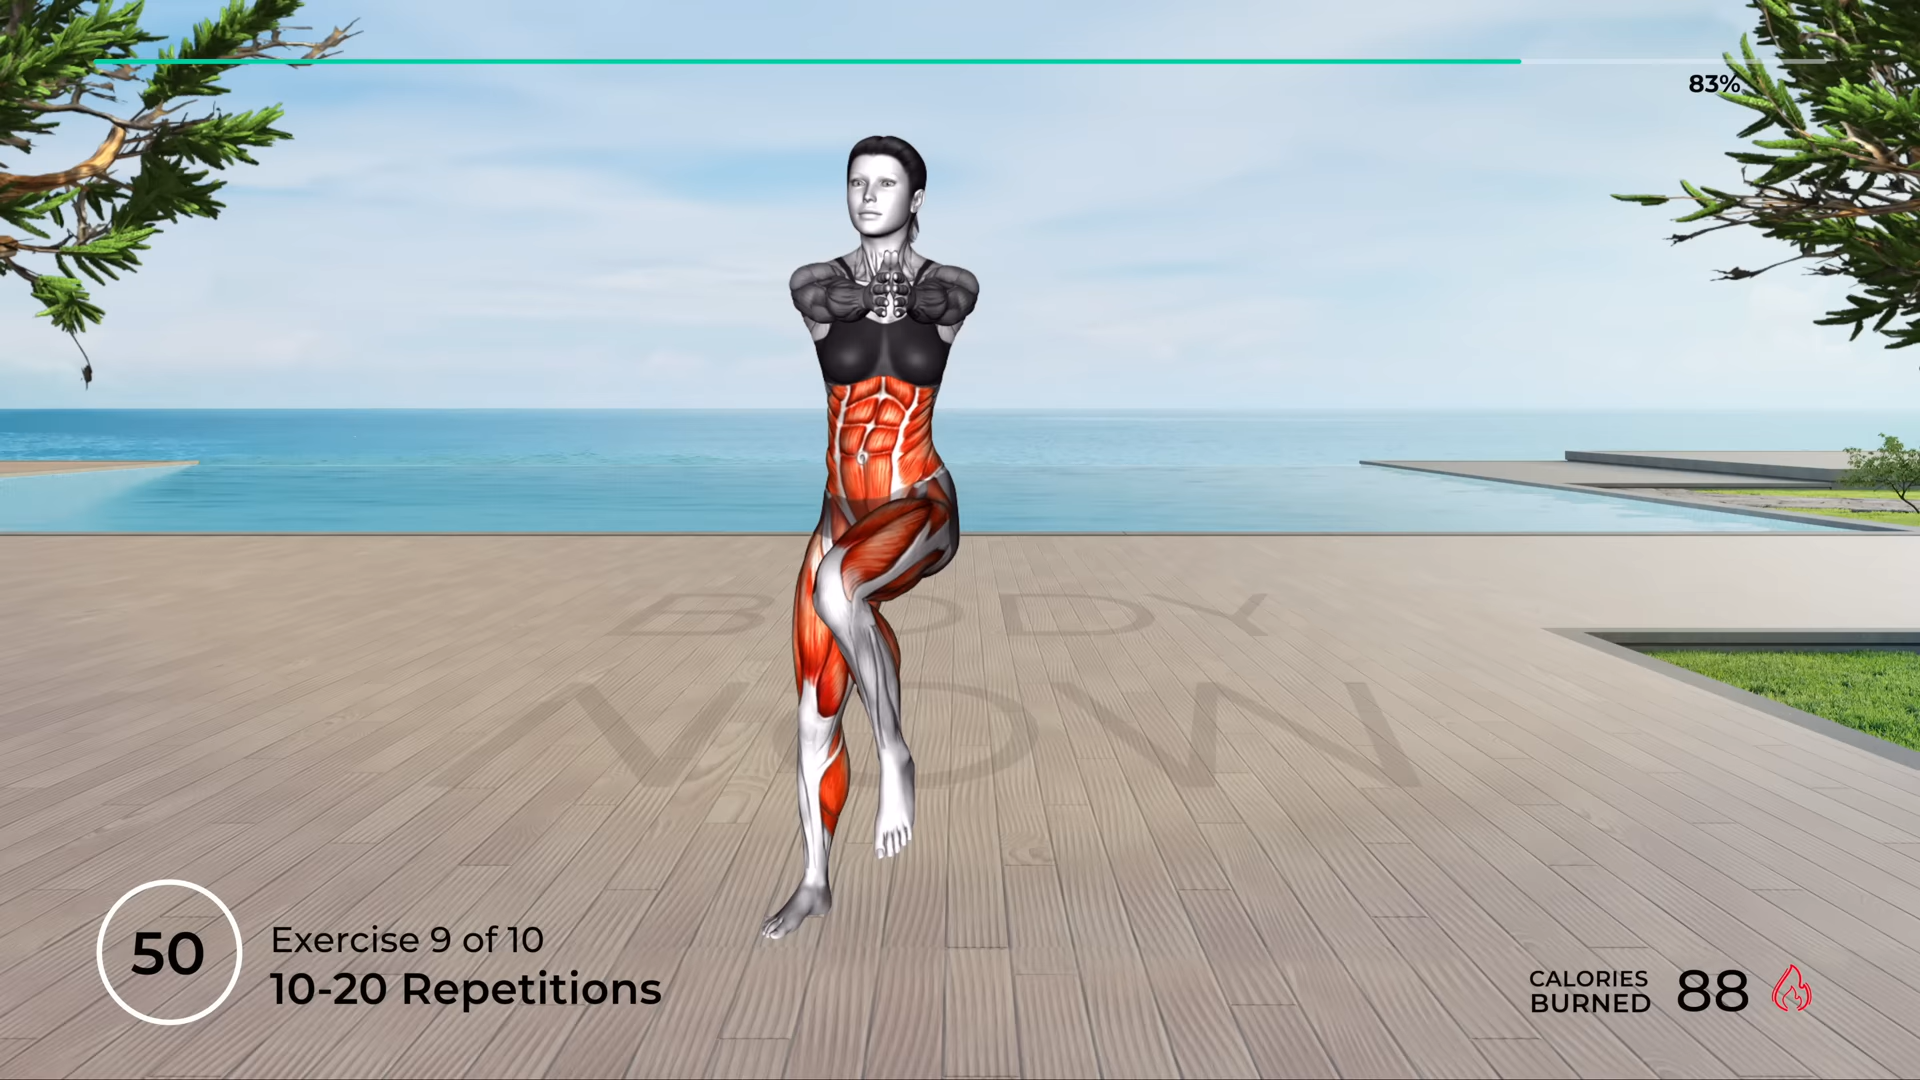 83%
BODY
NOW
50
Exercise 9 of 10
10-20 Repetitions
CALORIES
BURNED
88